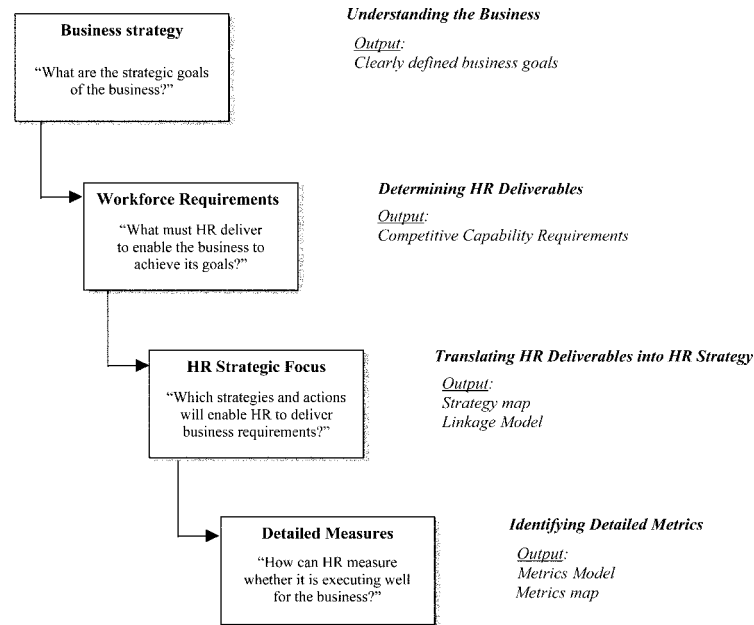 Business strategy
“What are the strategic goals
of the business?”
Understanding the Business
Output:
Clearly defined business goals
Workforce Requirements
“What must HR deliver
to enable the business to
achieve its goals?”
Determining HR Deliverables
Output:
Competitive Capability Requirements
HR Strategic Focus
“Which strategies and actions
will enable HR to deliver
business requirements?”
Translating HR Deliverables into HR Strategy
Output:
Strategy map
Linkage Model
Detailed Measures
“How can HR measure
whether it is executing well
for the business?”
Identifying Detailed Metrics
Output:
Metrics Model
Metrics map